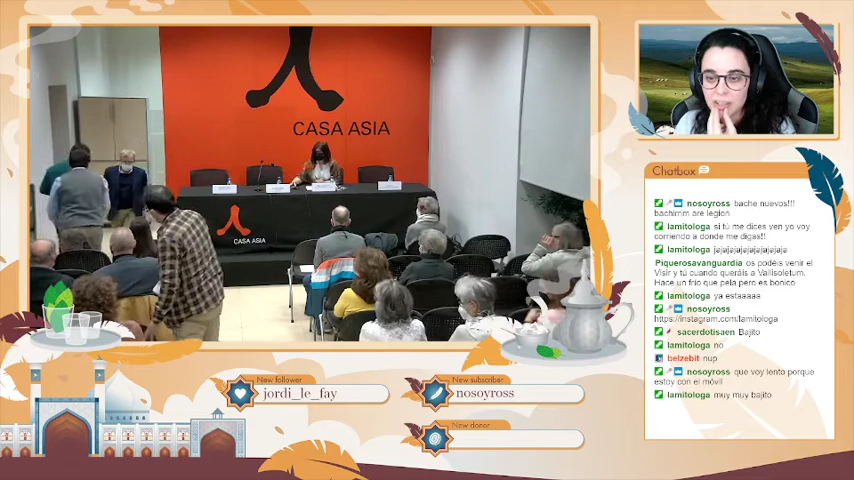 CASA ASIA
CASA ASIA
Chatbox
nosoyross bache nuevos!!!
bachirrim are legion
lamitologa si tú me dices ven yo voy
corriendo a donde me digas!!
lamitologa jajajajajajajajajajaja
Piquerosavanguardia os podéis venir el
Visir y tú cuando queráis a Vallisoletum.
Hace un frío que pela pero es bonico
lamitologa ya estaaaaa
nosoyross
https://instagram.com/lamitologa
sacerdotisaen Bajito
lamitologa no
belzebit nup
nosoyross que voy lento porque
estoy con el móvil
lamitologa muy muy bajito
New follower
jordi_le_fay
New subscriber
nosoyross
New donor